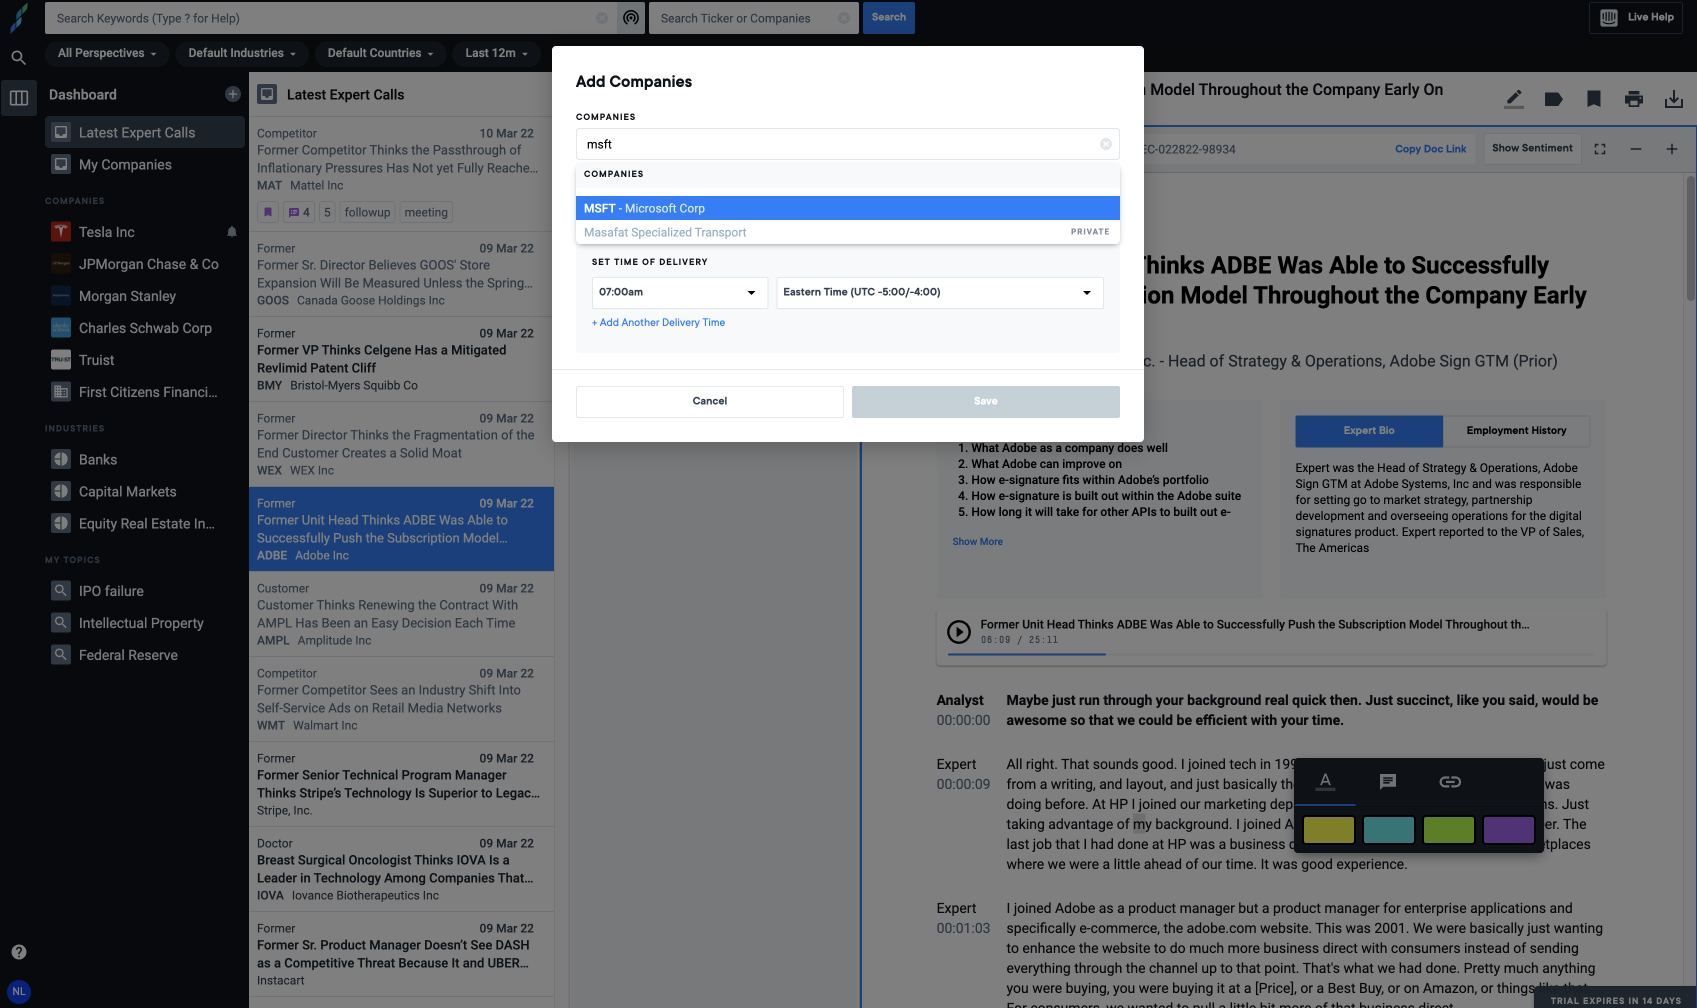 Search Keywords (Type ? for Help)
Search Ticker or Companies
Search
Live Help
All Perspectives
Default Industries
Default Countries
Last 12m
Dashboard
Latest Expert Calls
My Companies
COMPANIES
Tesla Inc
JPMorgan Chase & Co
Morgan Stanley
Charles Schwab Corp
Truist
First Citizens Financi...
INDUSTRIES
Banks
Capital Markets
Equity Real Estate In...
MY TOPICS
IPO failure
Intellectual Property
Federal Reserve
NL
Latest Expert Calls
Competitor 10 Mar 22
Former Competitor Thinks the Passthrough of
Inflationary Pressures Has Not yet Fully Reache...
MAT Mattel Inc
4 5 followup meeting
Former 09 Mar 22
Former Sr. Director Believes GOOS' Store
Expansion Will Be Measured Unless the Spring...
GOOS Canada Goose Holdings Inc
Former 09 Mar 22
Former VP Thinks Celgene Has a Mitigated
Revlimid Patent Cliff
BMY Bristol-Myers Squibb Co
Former 09 Mar 22
Former Director Thinks the Fragmentation of the
End Customer Creates a Solid Moat
WEX WEX Inc
Former 09 Mar 22
Former Unit Head Thinks ADBE Was Able to
Successfully Push the Subscription Model...
ADBE Adobe Inc
Customer 09 Mar 22
Customer Thinks Renewing the Contract With
AMPL Has Been an Easy Decision Each Time
AMPL Amplitude Inc
Competitor 09 Mar 22
Former Competitor Sees an Industry Shift Into
Self-Service Ads on Retail Media Networks
WMT Walmart Inc
Former 09 Mar 22
Former Senior Technical Program Manager
Thinks Stripe's Technology Is Superior to Legac...
Stripe, Inc.
Doctor 09 Mar 22
Breast Surgical Oncologist Thinks IOVA Is a
Leader in Technology Among Companies That...
IOVA Iovance Biotherapeutics Inc
Former 09 Mar 22
Former Sr. Product Manager Doesn't See DASH
as a Competitive Threat Because It and UBER...
Instacart
Add Companies
COMPANIES
msft
COMPANIES
MSFT - Microsoft Corp
Masafat Specialized Transport PRIVATE
SET TIME OF DELIVERY
07:00am
Eastern Time (UTC -5:00/-4:00)
+ Add Another Delivery Time
Cancel
Save
Model Throughout the Company Early On
EC-022822-98934
Copy Doc Link
Show Sentiment
hinks ADBE Was Able to Successfully
ion Model Throughout the Company Early
c. - Head of Strategy & Operations, Adobe Sign GTM (Prior)
1. What Adobe as a company does well
2. What Adobe can improve on
3. How e-signature fits within Adobe's portfolio
4. How e-signature is built out within the Adobe suite
5. How long it will take for other APIs to built out e-
Show More
Expert Bio
Employment History
Expert was the Head of Strategy & Operations, Adobe
Sign GTM at Adobe Systems, Inc and was responsible
for setting go to market strategy, partnership
development and overseeing operations for the digital
signatures product. Expert reported to the VP of Sales,
The Americas
Former Unit Head Thinks ADBE Was Able to Successfully Push the Subscription Model Throughout th...
06:09 / 25:11
Analyst Maybe just run through your background real quick then. Just succinct, like you said, would be
00:00:00 awesome so that we could be efficient with your time.
Expert All right. That sounds good. I joined tech in 199 just come
00:00:09 from a writing, and layout, and just basically th was
doing before. At HP I joined our marketing dep ns. Just
taking advantage of my background. I joined A er. The
last job that I had done at HP was a business d etplaces
where we were a little ahead of our time. It was good experience.
A
Expert I joined Adobe as a product manager but a product manager for enterprise applications and
00:01:03 specifically e-commerce, the adobe.com website. This was 2001. We were basically just wanting
to enhance the website to do much more business direct with consumers instead of sending
everything through the channel up to that point. That's what we had done. Pretty much anything
you were buying, you were buying it at a [Price], or a Best Buy, or on Amazon, or things like that.
For consumers, we wanted to pull a little bit more of that business direct
TRIAL EXPIRES IN 14 DAYS